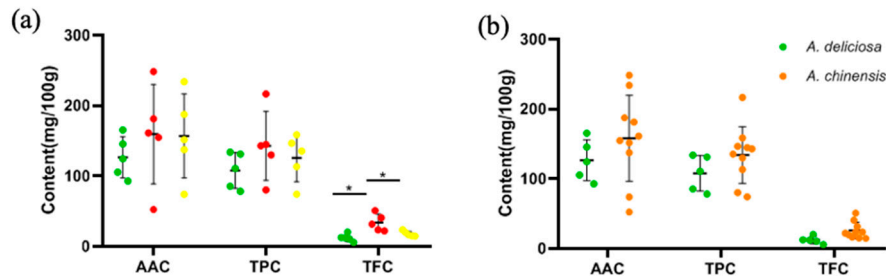 (a)
Content(mg/100g)
300
200
100
0
*
*
AAC TPC TFC
(b)
A. deliciosa
A. chinensis
Content(mg/100g)
300
200
100
0
AAC TPC TFC